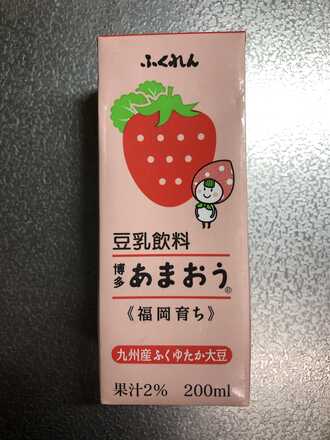 ふくれん
豆乳飲料
博多 あまおう®
《福岡育ち》
九州産ふくゆたか大豆
果汁2% 200ml